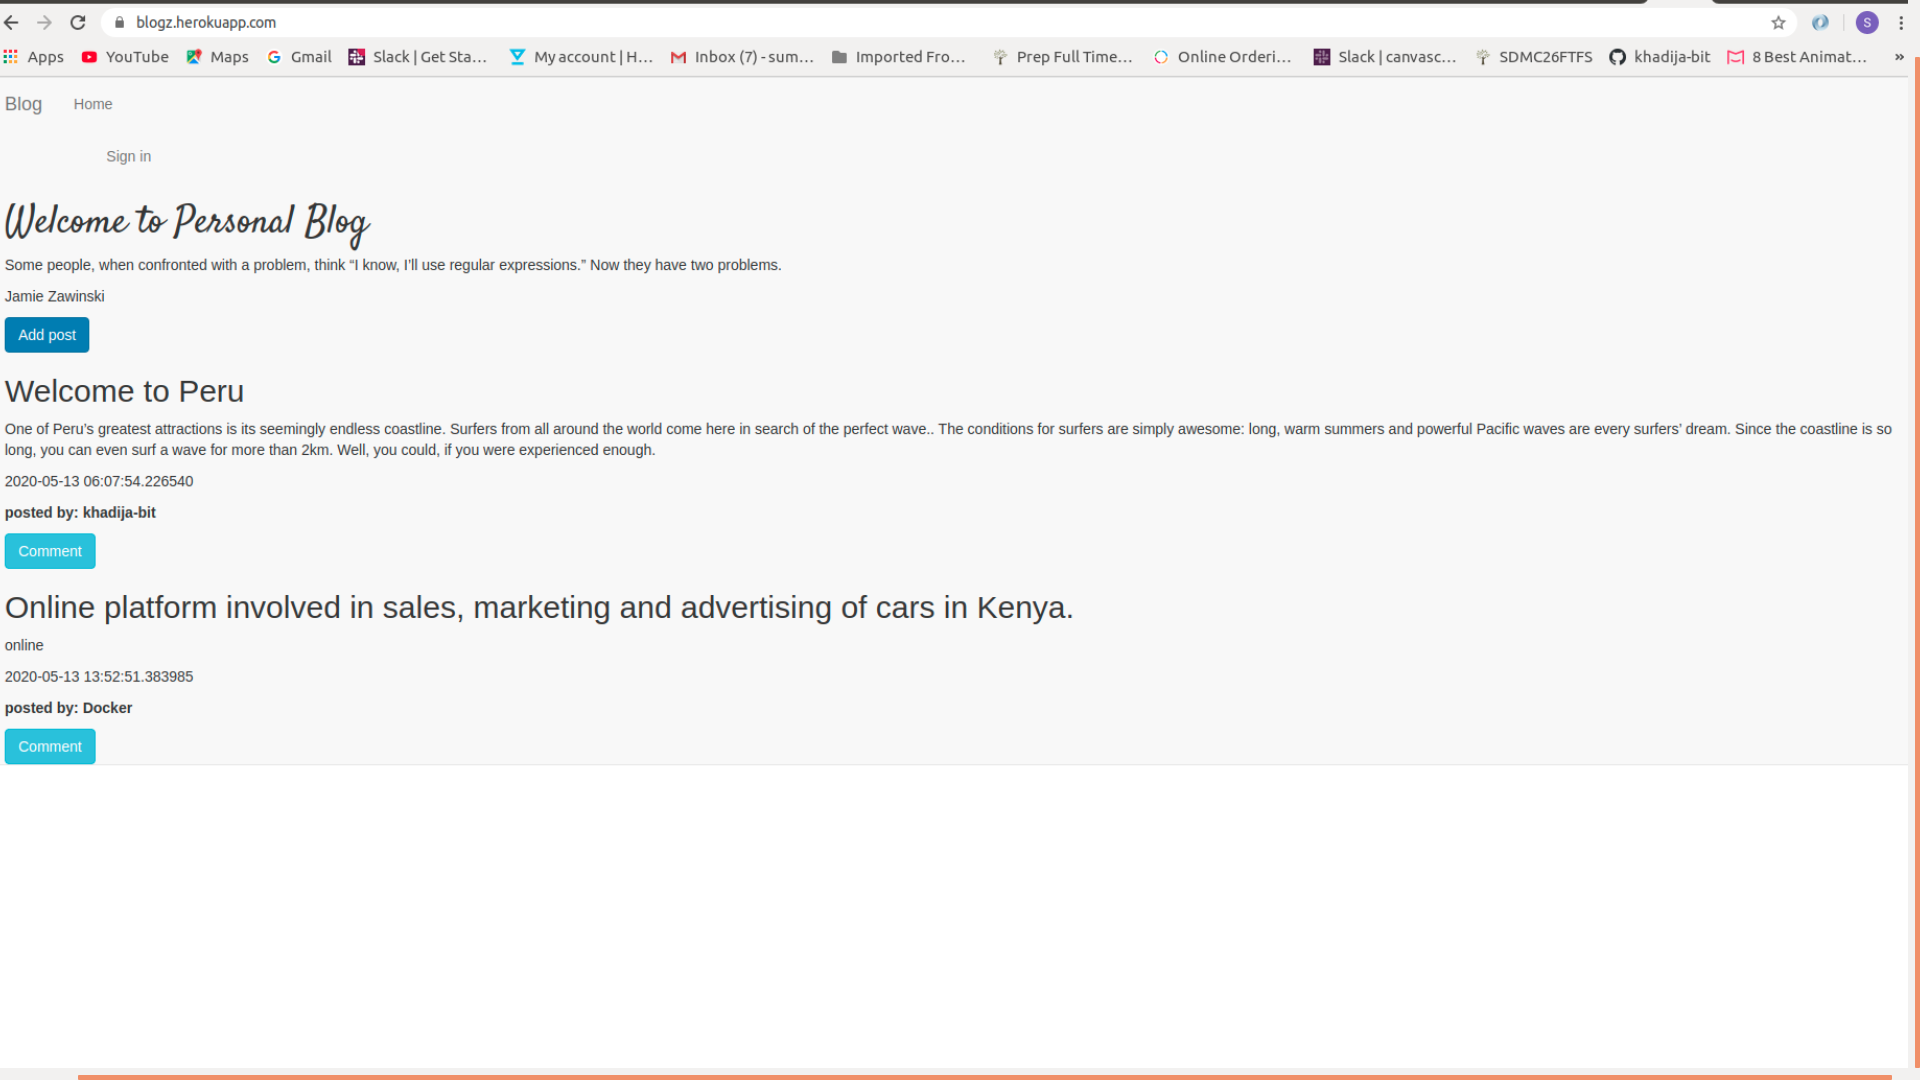 blogz.herokuapp.com
S
Apps YouTube Maps Gmail Slack | Get Sta... My account | H... Inbox (7) - sum... Imported Fro... Prep Full Time... Online Orderi... Slack | canvasc... SDMC26FTFS khadija-bit 8 Best Animat... »
Blog Home
Sign in
Welcome to Personal Blog
Some people, when confronted with a problem, think “I know, I’ll use regular expressions.” Now they have two problems.
Jamie Zawinski
Add post
Welcome to Peru
One of Peru’s greatest attractions is its seemingly endless coastline. Surfers from all around the world come here in search of the perfect wave.. The conditions for surfers are simply awesome: long, warm summers and powerful Pacific waves are every surfers’ dream. Since the coastline is so
long, you can even surf a wave for more than 2km. Well, you could, if you were experienced enough.
2020-05-13 06:07:54.226540
posted by: khadija-bit
Comment
Online platform involved in sales, marketing and advertising of cars in Kenya.
online
2020-05-13 13:52:51.383985
posted by: Docker
Comment